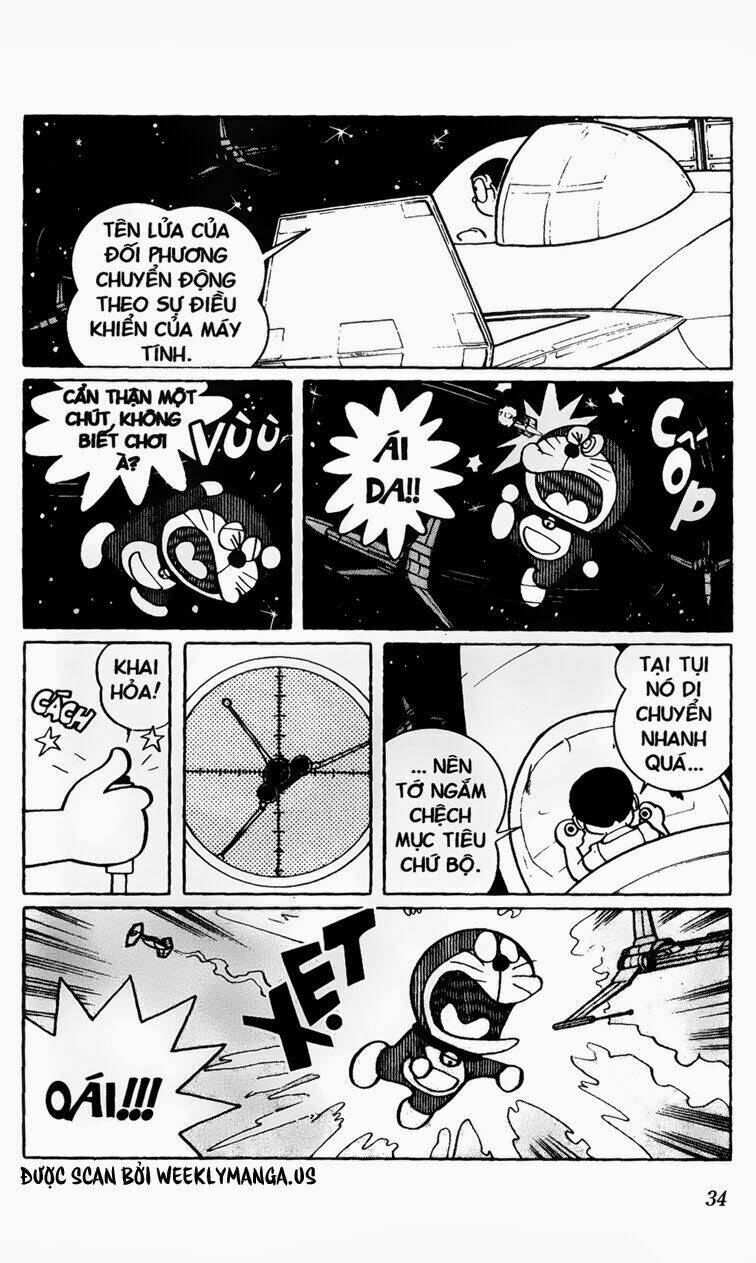 TÊN LỬA CỦA
ĐỐI PHƯƠNG
CHUYỂN ĐỘNG
THEO SỰ ĐIỀU
KHIỂN CỦA MÁY
TÍNH.
CẨN THẬN MỘT
CHÚT, KHÔNG
BIẾT CHƠI
À?
VÙ Ù
ÁI
DA!!
CỐP
KHAI
HỎA!
CÁCH
TẠI TỤI
NÓ DI
CHUYỂN
NHANH
QUÁ...
... NÊN
TỚ NGẮM
CHỆCH
MỤC TIÊU
CHỨ BỘ.
XẸT
OÁI!!!
ĐƯỢC SCAN BỞI WEEKLYMANGA.US
34